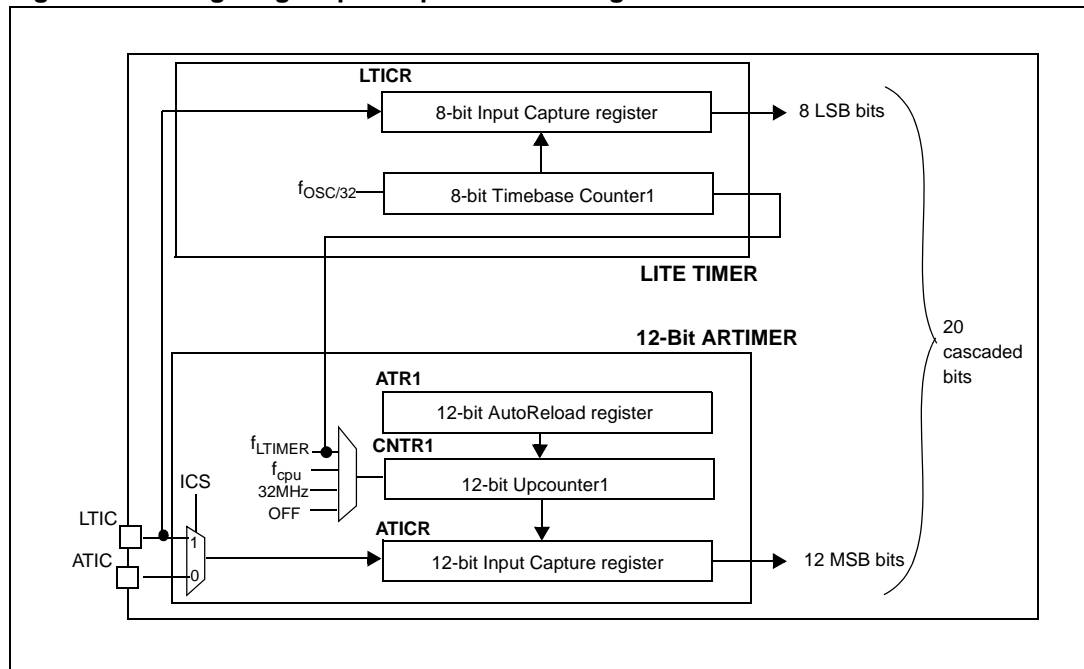 LTICR
8-bit Input Capture register
8 LSB bits
fOSC/32
8-bit Timebase Counter1
LITE TIMER
20
cascaded
bits
12-Bit ARTIMER
ATR1
12-bit AutoReload register
fLTIMER
CNTR1
fcpu
12-bit Upcounter1
32MHz
OFF
ICS
LTIC
1
ATICR
ATIC
0
12-bit Input Capture register
12 MSB bits